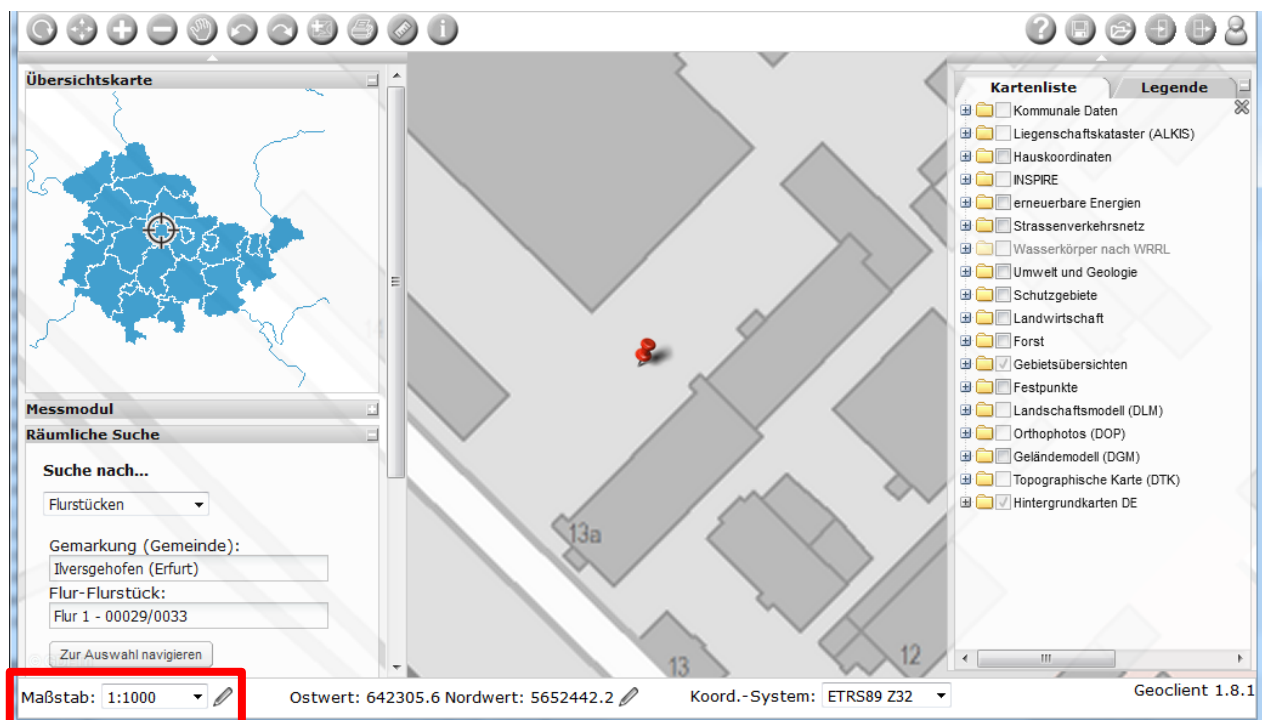 Übersichtskarte
Messmodul
Räumliche Suche
Suche nach...
Flurstücken
Gemarkung (Gemeinde):
Ilversgehofen (Erfurt)
Flur-Flurstück:
Flur 1 - 00029/0033
Zur Auswahl navigieren
14
13a
13
12
Kartenliste Legende
Kommunale Daten
Liegenschaftskataster (ALKIS)
Hauskoordinaten
INSPIRE
erneuerbare Energien
Strassenverkehrsnetz
Wasserkörper nach WRRL
Umwelt und Geologie
Schutzgebiete
Landwirtschaft
Forst
Gebietsübersichten
Festpunkte
Landschaftsmodell (DLM)
Orthophotos (DOP)
Geländemodell (DGM)
Topographische Karte (DTK)
Hintergrundkarten DE
Maßstab: 1:1000 Ostwert: 642305.6 Nordwert: 5652442.2 Koord.-System: ETRS89 Z32 Geoclient 1.8.1